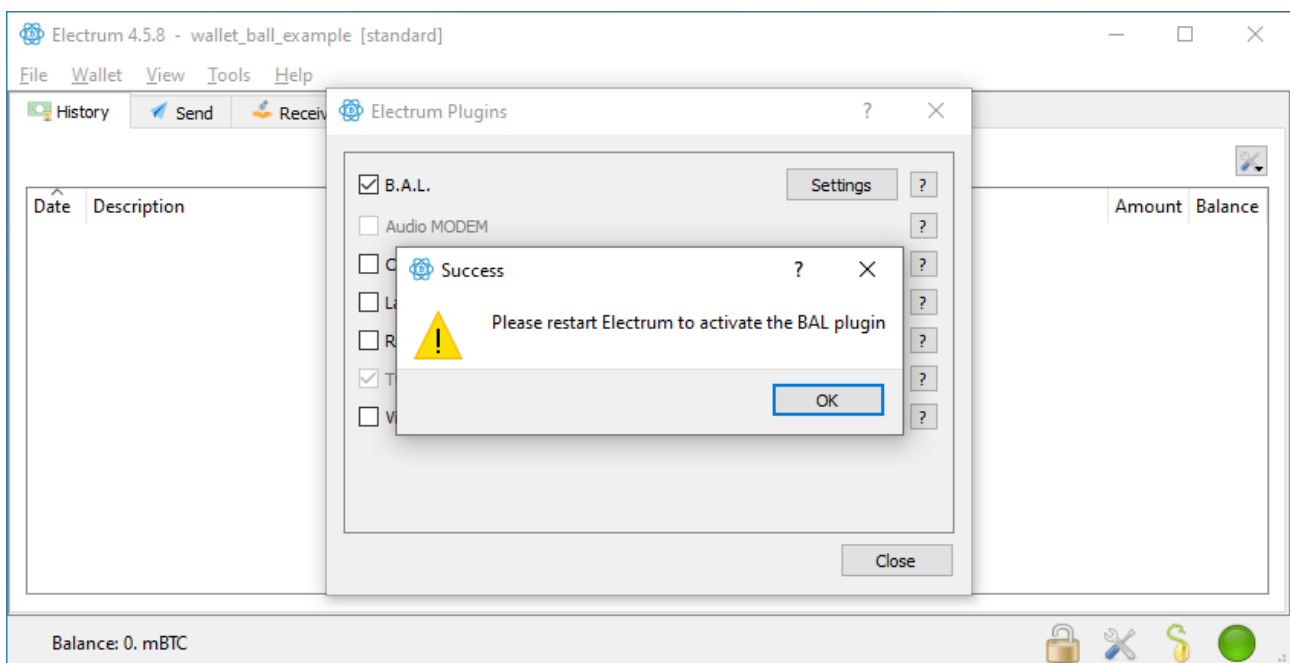 Electrum 4.5.8 - wallet_ball_example [standard]
File Wallet View Tools Help
History Send Electrum Plugins ?
B.A.L. Settings ?
Date Description Amount Balance
Audio MODEM ?
Success ?
?
?
Please restart Electrum to activate the BAL plugin
?
?
OK
?
Close
Balance: 0. mBTC